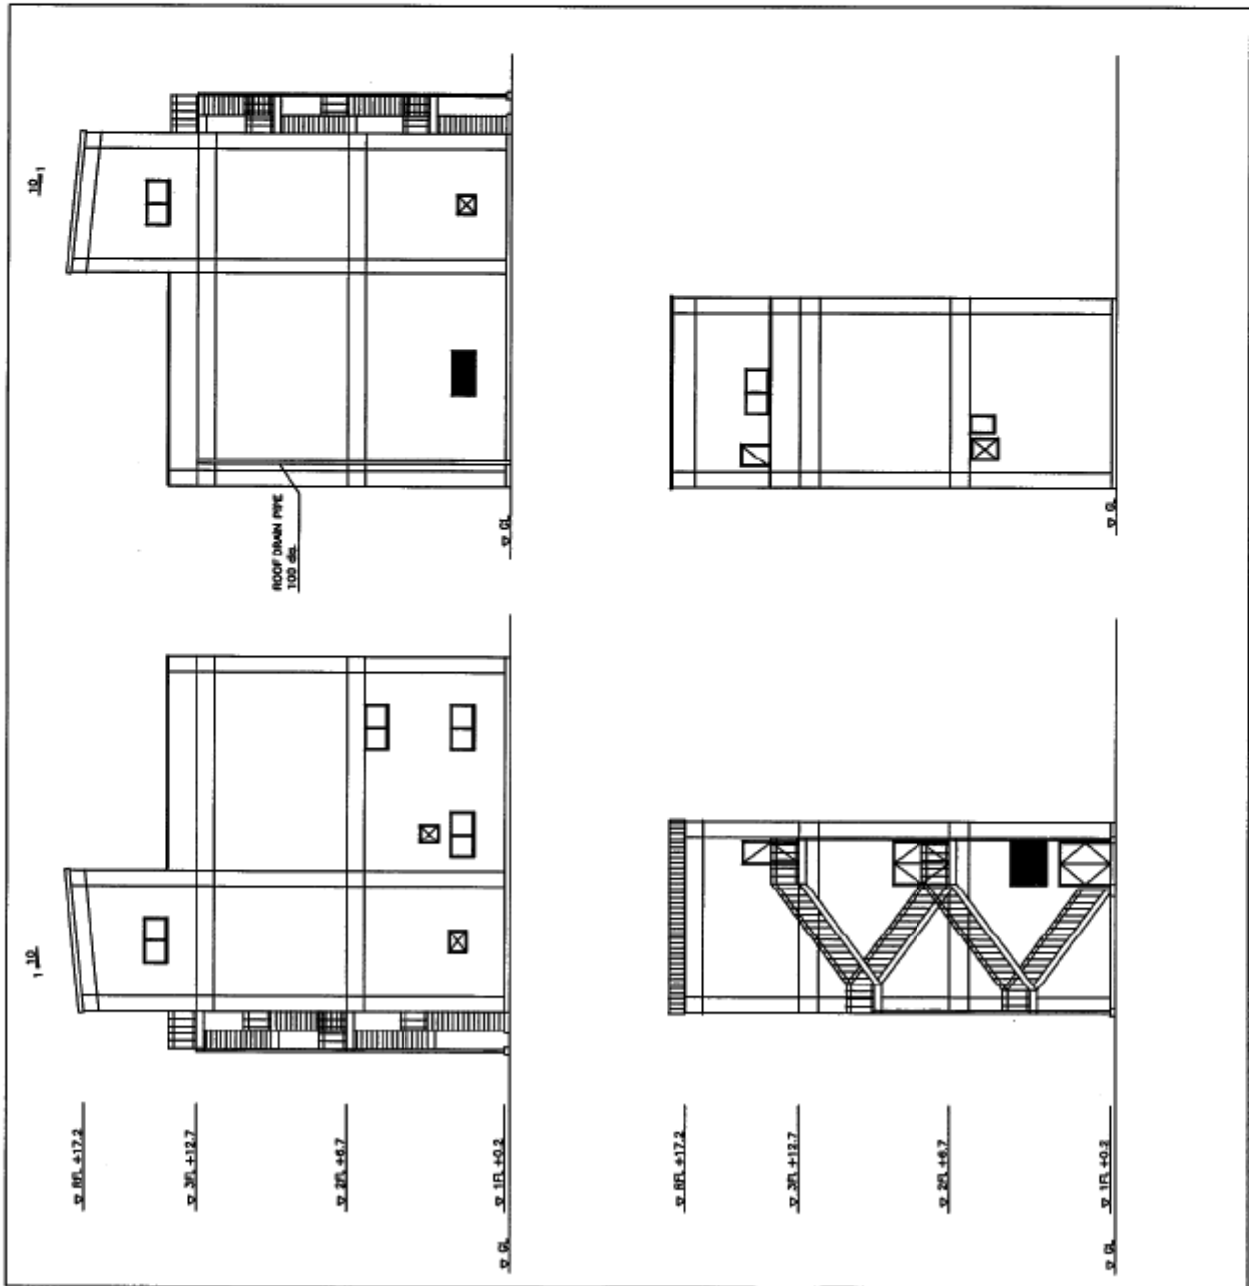 10
1
ROOF DRAIN PIPE
100 dia.
▽ GL
▽ GL
10
1
▽ RFL +17.2
▽ 3FL +12.7
▽ 2FL +6.7
▽ 1FL +0.2
▽ GL
▽ RFL +17.2
▽ 3FL +12.7
▽ 2FL +6.7
▽ 1FL +0.2
▽ GL